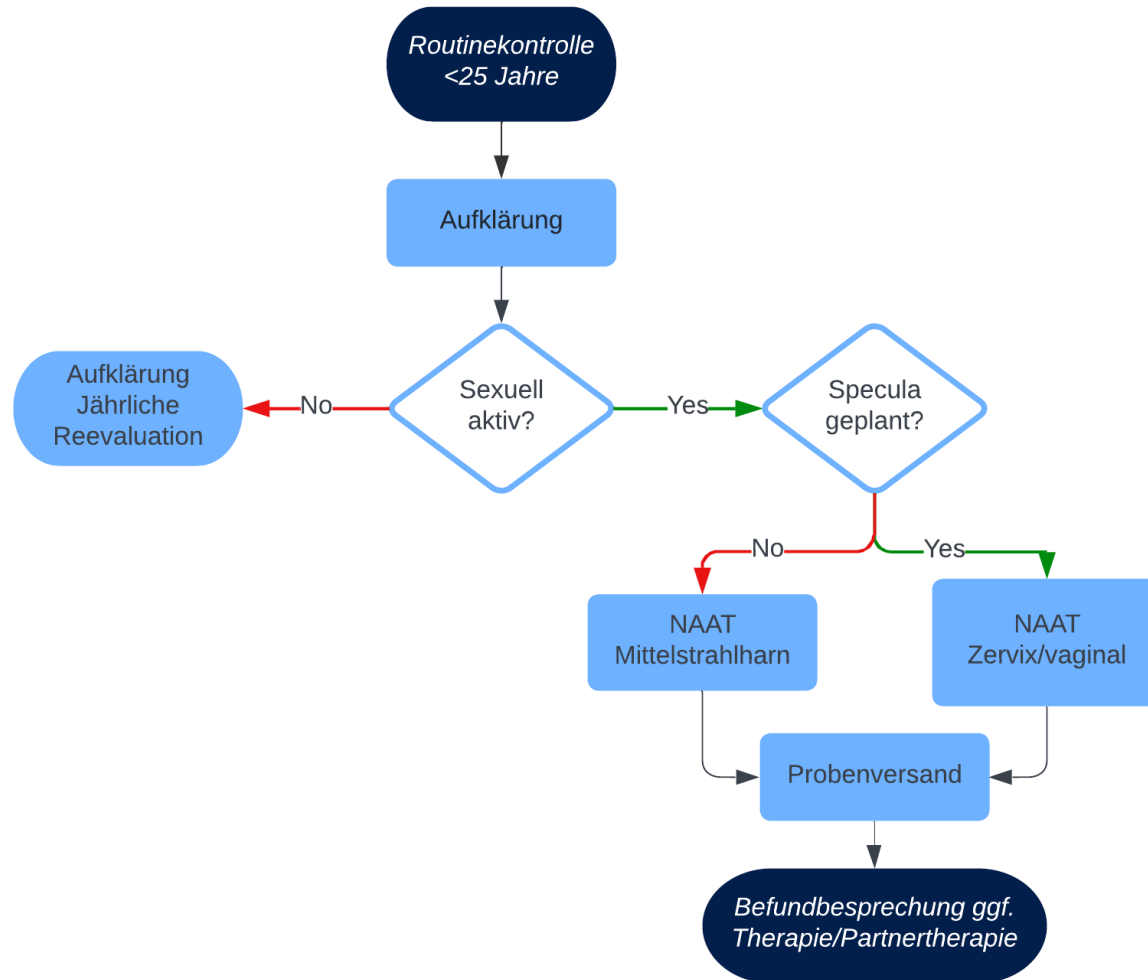 Routinekontrolle
<25 Jahre
Aufklärung
Aufklärung
Jährliche
Reevaluation
No
Sexuell
aktiv?
Yes
Specula
geplant?
No
Yes
NAAT
Mittelstrahlharn
NAAT
Zervix/vaginal
Probenversand
Befundbesprechung ggf.
Therapie/Partnertherapie